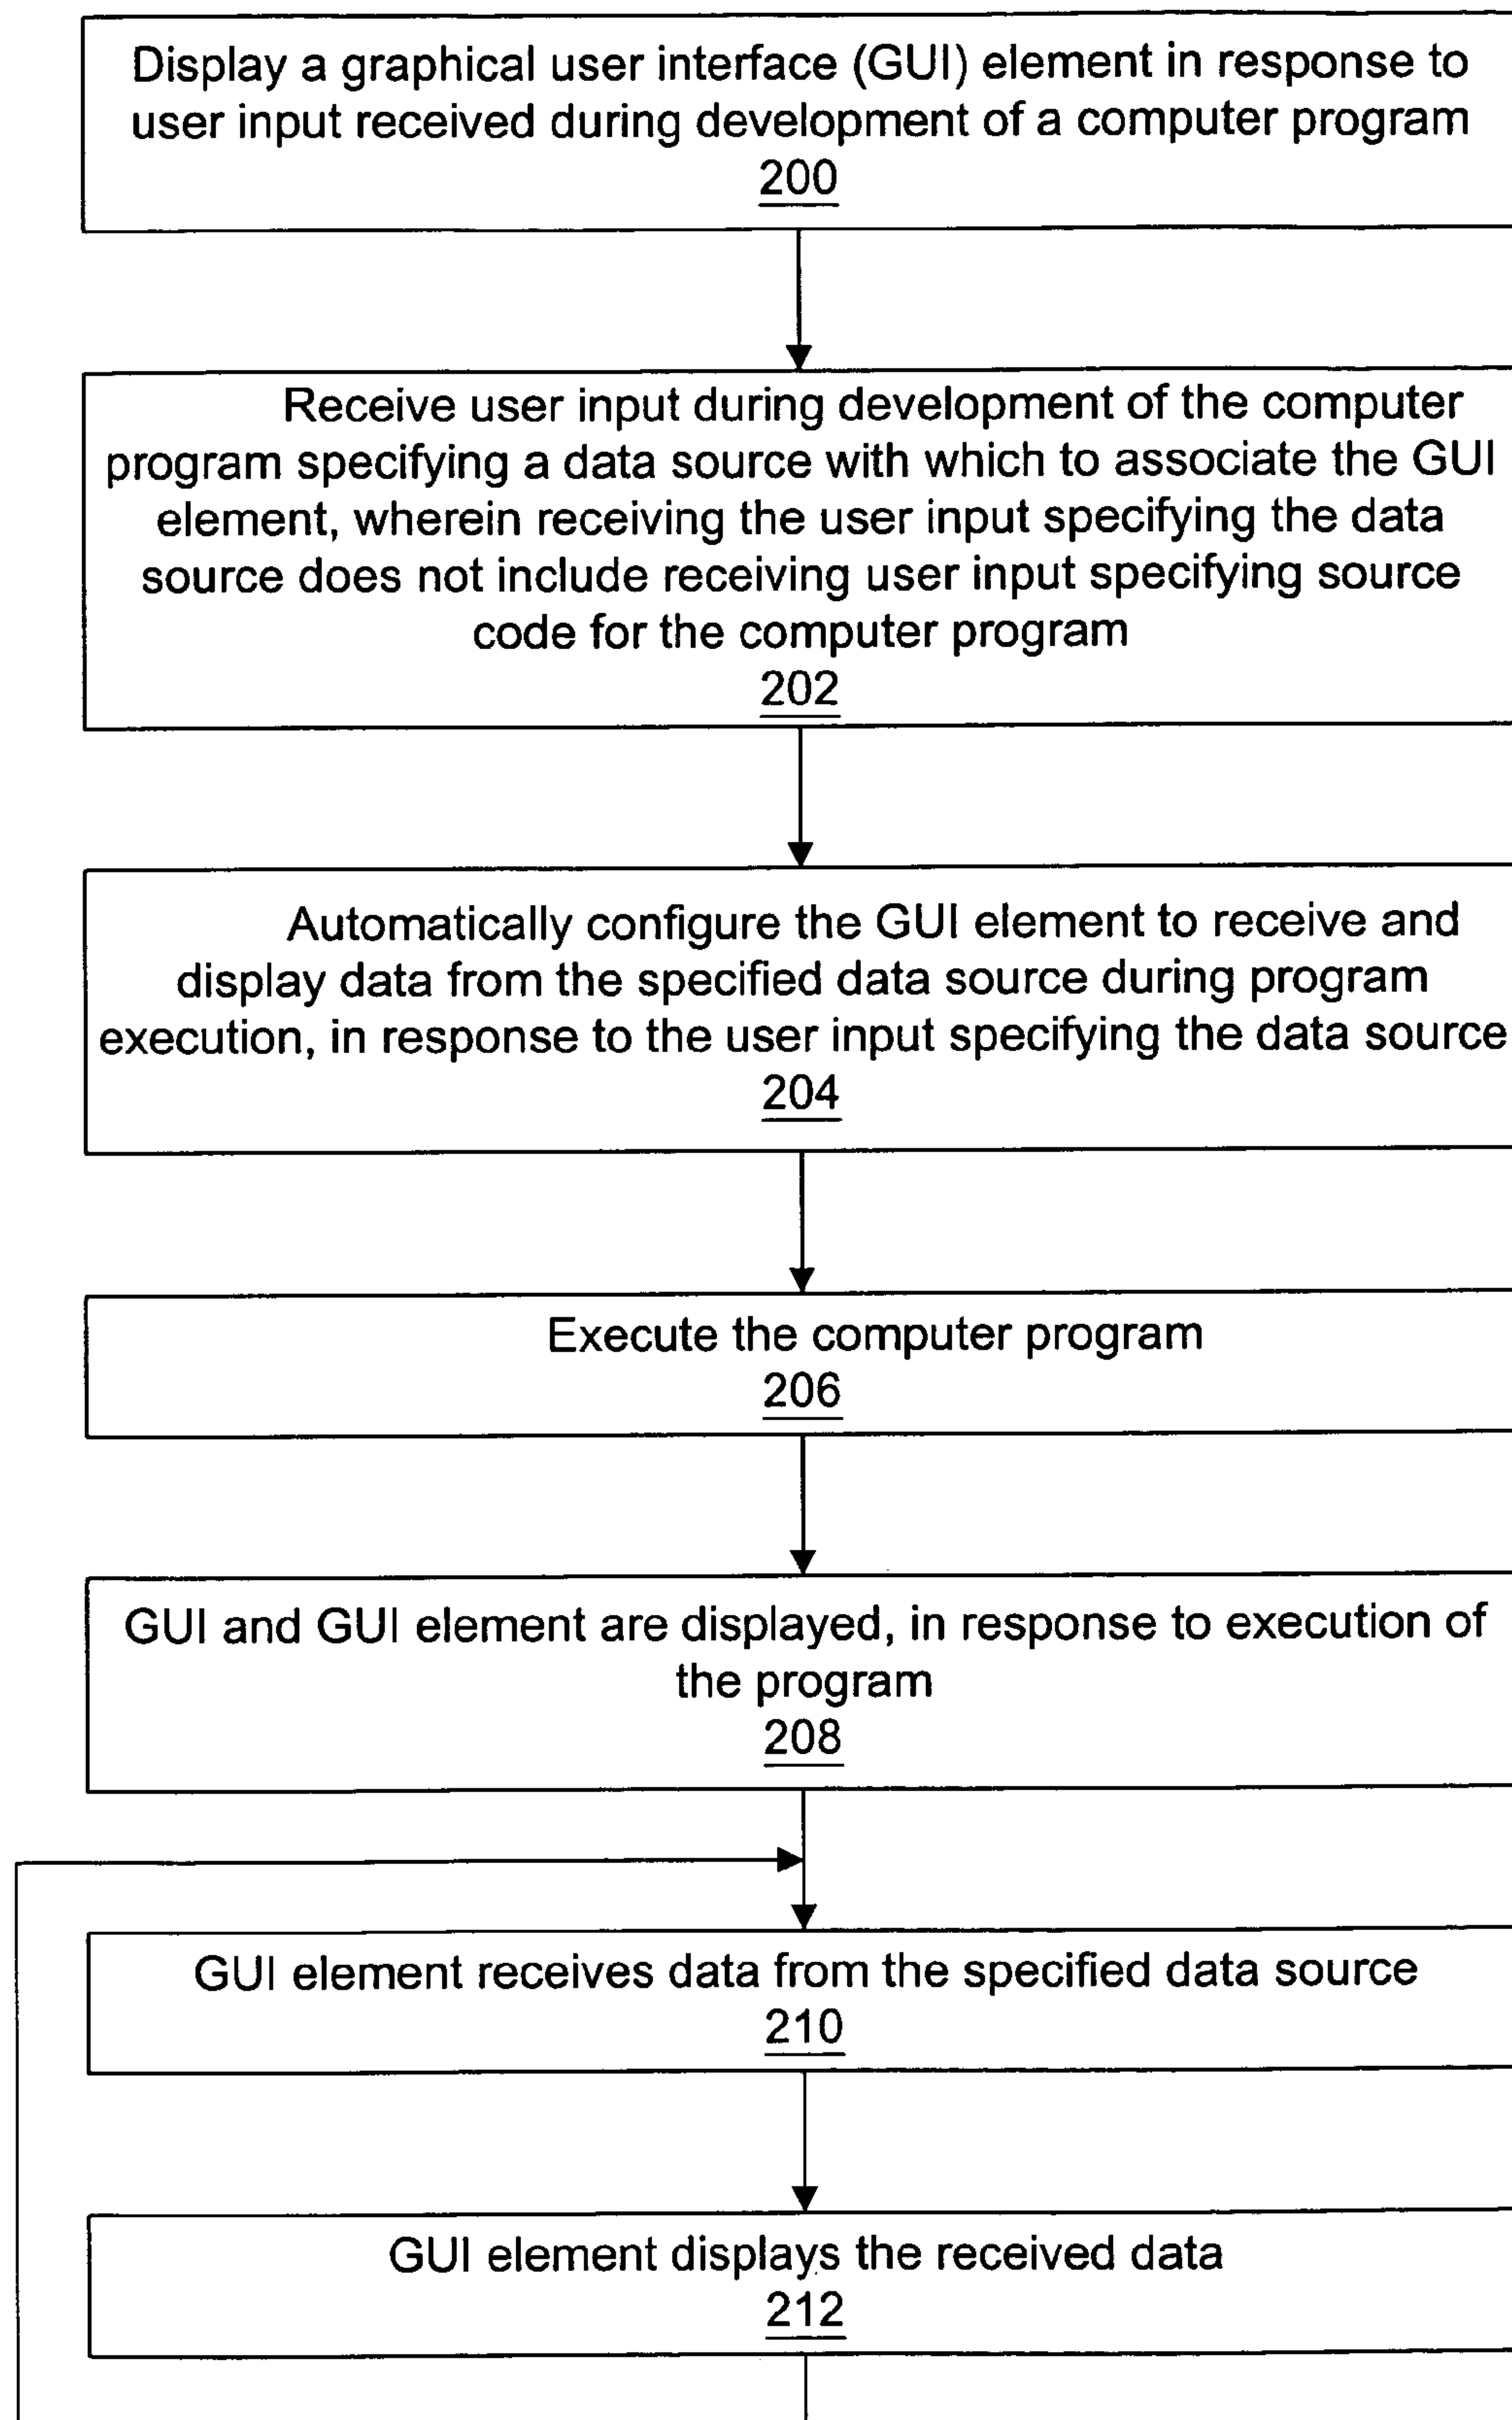 Display a graphical user interface (GUI) element in response to
user input received during development of a computer program
200
Receive user input during development of the computer
program specifying a data source with which to associate the GUI
element, wherein receiving the user input specifying the data
source does not include receiving user input specifying source
code for the computer program
202
Automatically configure the GUI element to receive and
display data from the specified data source during program
execution, in response to the user input specifying the data source
204
Execute the computer program
206
GUI and GUI element are displayed, in response to execution of
the program
208
GUI element receives data from the specified data source
210
GUI element displays the received data
212